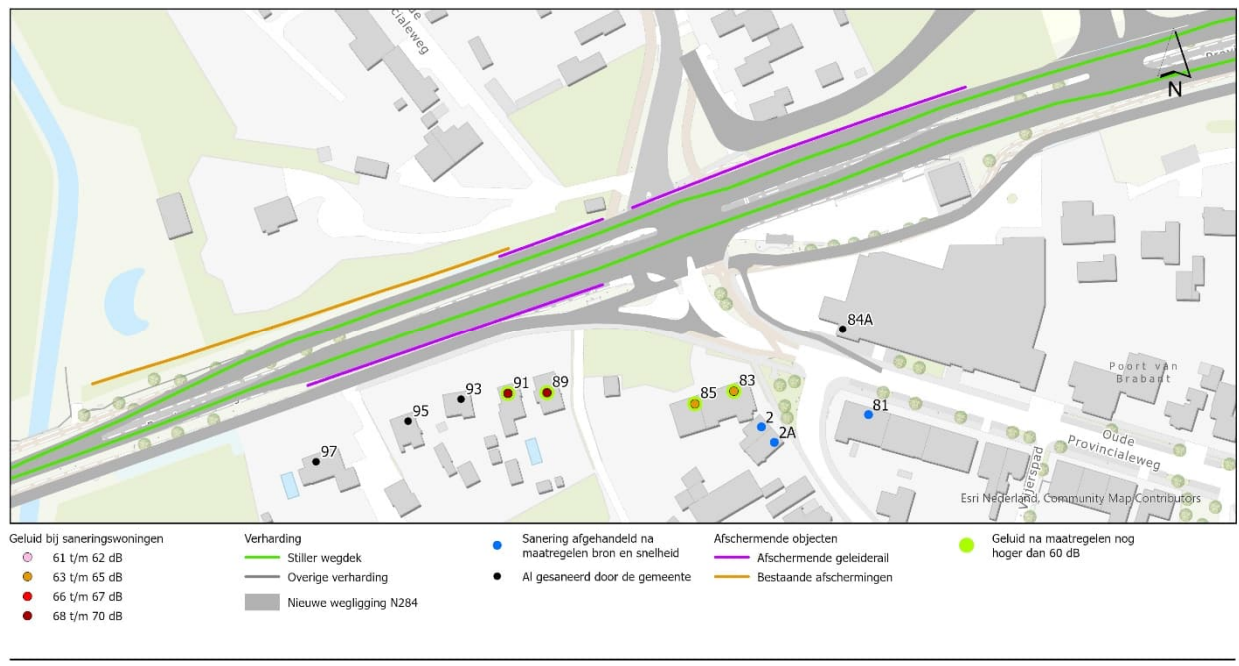 Provincialeweg
N
84A
83
89
91
85
93
81
95
2
2A
97
Poort van
Brabant
Oude
Provincialeweg
Esri Nederland, Community Map Contributors
Geluid bij saneringswoningen
61 t/m 62 dB
63 t/m 65 dB
66 t/m 67 dB
68 t/m 70 dB
Verharding
Stiller wegdek
Overige verharding
Nieuwe wegligging N284
Sanering afgehandeld na
maatregelen bron en snelheid
Al gesaneerd door de gemeente
Afschermende objecten
Afschermende geleiderail
Bestaande afschermingen
Geluid na maatregelen nog
hoger dan 60 dB